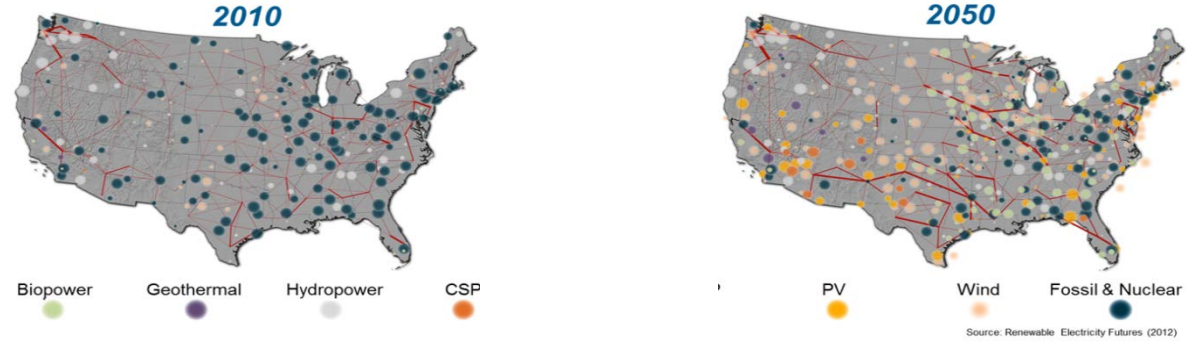 2010
2050
Biopower Geothermal Hydropower CSP
PV Wind Fossil & Nuclear
Source: Renewable Electricity Futures (2012)